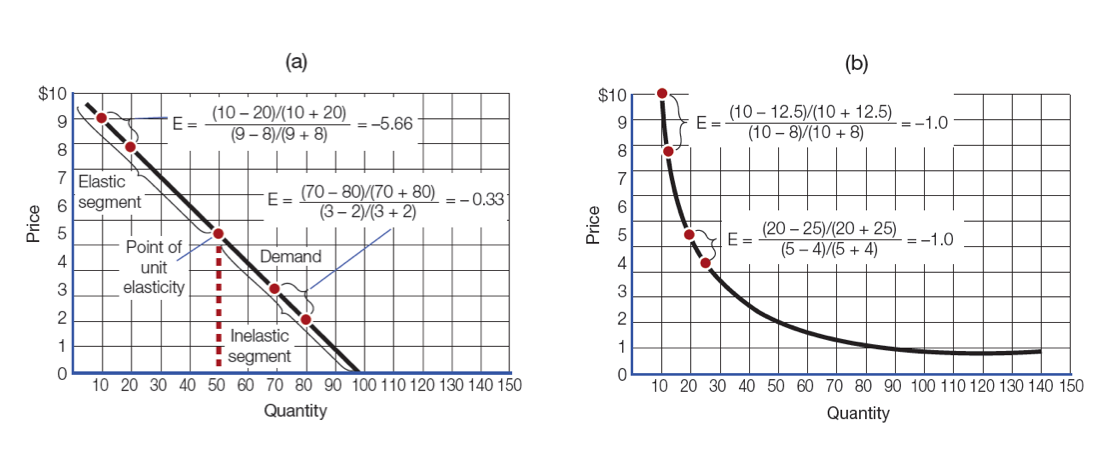 (a)
$10
9
8
7
6
5
4
3
2
1
0
Price
E = (10 – 20)/(10 + 20)
(9 – 8)/(9 + 8)
= –5.66
Elastic
segment
E = (70 – 80)/(70 + 80)
(3 – 2)/(3 + 2)
= – 0.33
Point of
unit
elasticity
Demand
Inelastic
segment
10 20 30 40 50 60 70 80 90 100 110 120 130 140 150
Quantity
(b)
$10
9
8
7
6
5
4
3
2
1
0
Price
E = (10 – 12.5)/(10 + 12.5)
(10 – 8)/(10 + 8)
= –1.0
E = (20 – 25)/(20 + 25)
(5 – 4)/(5 + 4)
= –1.0
10 20 30 40 50 60 70 80 90 100 110 120 130 140 150
Quantity